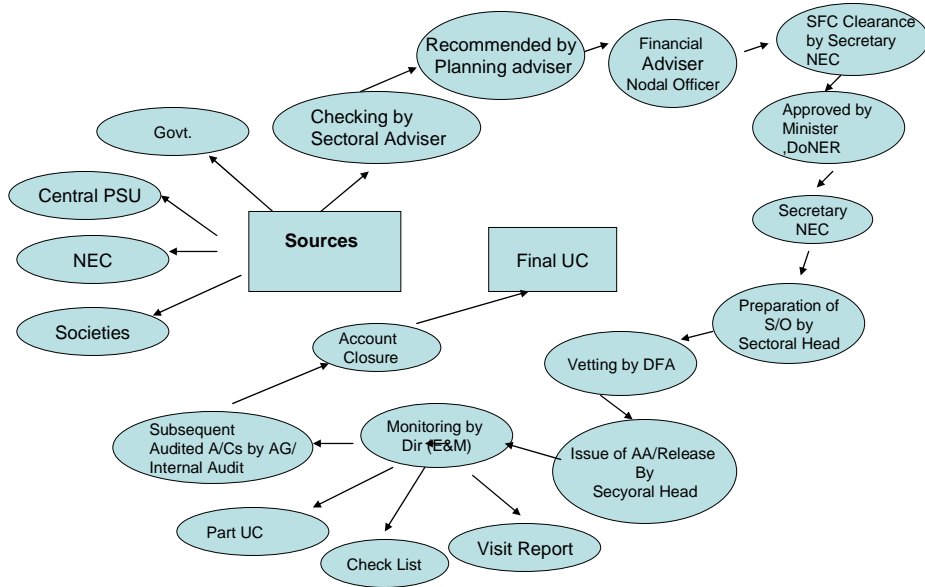 Sources
Govt.
Central PSU
NEC
Societies
Checking by
Sectoral Adviser
Recommended by
Planning adviser
Financial
Adviser
Nodal Officer
SFC Clearance
by Secretary
NEC
Approved by
Minister
,DoNER
Secretary
NEC
Preparation of
S/O by
Sectoral Head
Vetting by DFA
Issue of AA/Release
By
Secyoral Head
Monitoring by
Dir (E&M)
Part UC
Check List
Visit Report
Subsequent
Audited A/Cs by AG/
Internal Audit
Account
Closure
Final UC